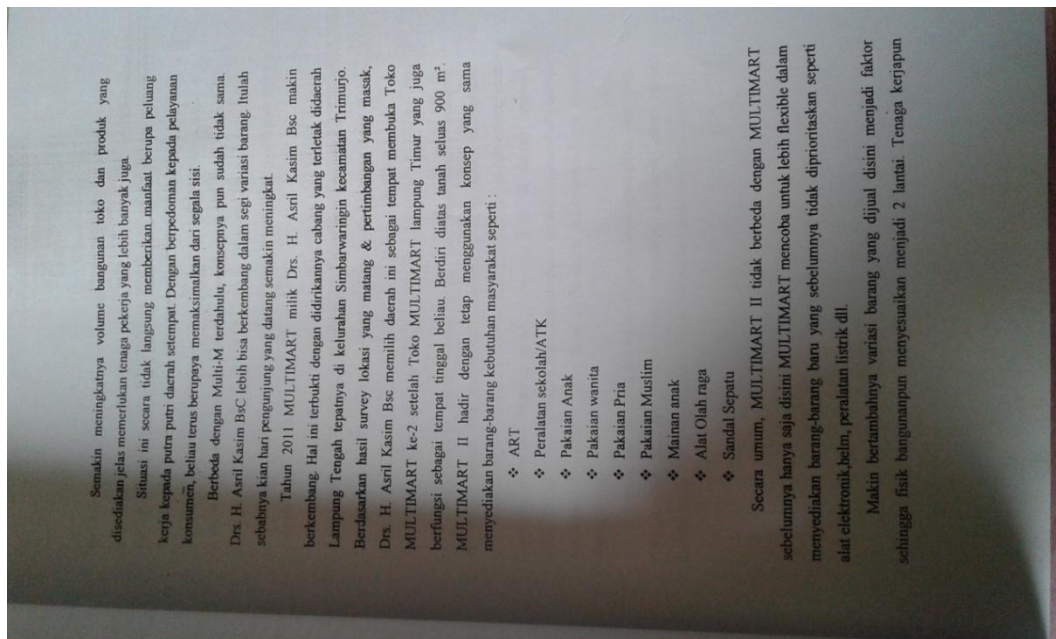 Semakin meningkatnya volume bangunan toko dan produk yang
disediakan jelas memerlukan tenaga pekerja yang lebih banyak juga.
Situasi ini secara tidak langsung memberikan manfaat berupa peluang
kerja kepada putra putri daerah setempat. Dengan berpedoman kepada pelayanan
konsumen, beliau terus berupaya memaksimalkan dari segala sisi.
Berbeda dengan Multi-M terdahulu, konsepnya pun sudah tidak sama.
Drs. H. Asril Kasim BsC lebih bisa berkembang dalam segi variasi barang. Itulah
sebabnya kian hari pengunjung yang datang semakin meningkat.
Tahun 2011 MULTIMART milik Drs. H. Asril Kasim Bsc makin
berkembang. Hal ini terbukti dengan didirikannya cabang yang terletak didaerah
Lampung Tengah tepatnya di kelurahan Simbarwaringin kecamatan Trimurjo.
Berdasarkan hasil survey lokasi yang matang & pertimbangan yang masak,
Drs. H. Asril Kasim Bsc memilih daerah ini sebagai tempat membuka Toko
MULTIMART ke-2 setelah Toko MULTIMART lampung Timur yang juga
berfungsi sebagai tempat tinggal beliau. Berdiri diatas tanah seluas 900 m².
MULTIMART II hadir dengan tetap menggunakan konsep yang sama
menyediakan barang-barang kebutuhan masyarakat seperti :
❖ ART
❖ Peralatan sekolah/ATK
❖ Pakaian Anak
❖ Pakaian wanita
❖ Pakaian Pria
❖ Pakaian Muslim
❖ Mainan anak
❖ Alat Olah raga
❖ Sandal Sepatu
Secara umum, MULTIMART II tidak berbeda dengan MULTIMART
sebelumnya hanya saja disini MULTIMART mencoba untuk lebih flexible dalam
menyediakan barang-barang baru yang sebelumnya tidak diprioritaskan seperti
alat elektronik,helm, peralatan listrik dll.
Makin bertambahnya variasi barang yang dijual disini menjadi faktor
sehingga fisik bangunanpun menyesuaikan menjadi 2 lantai. Tenaga kerjapun